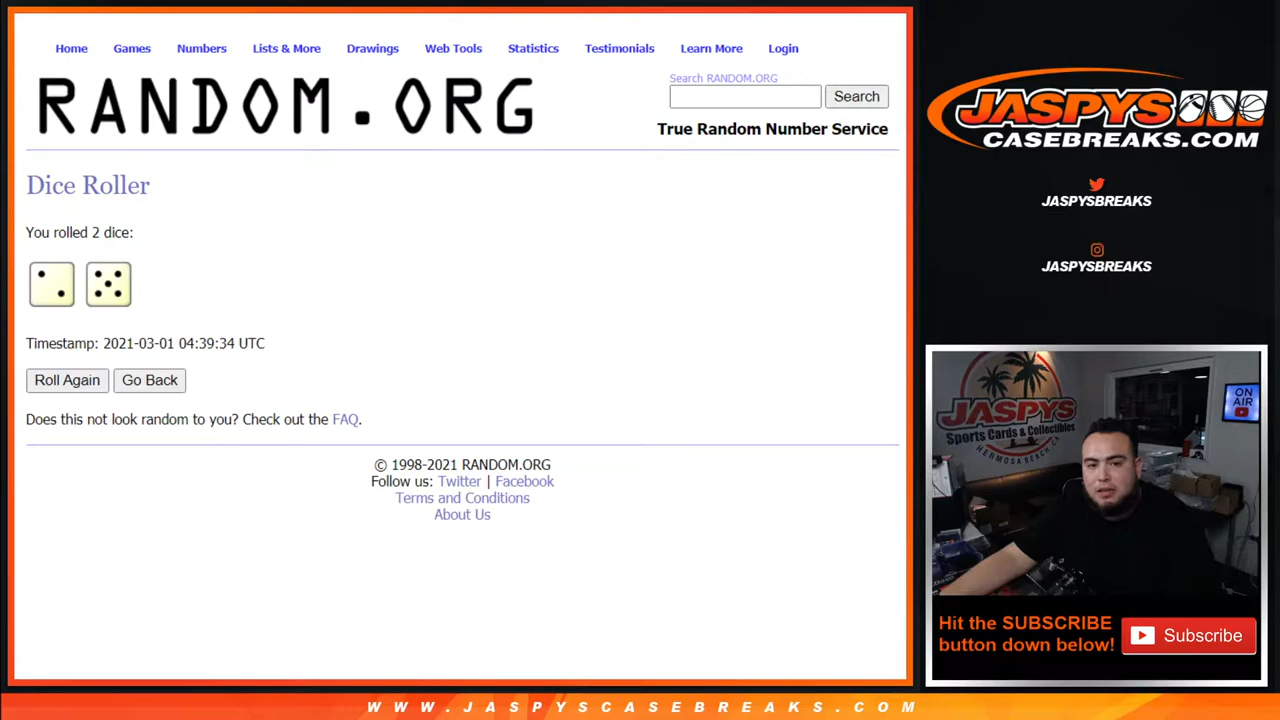 Home Games Numbers Lists & More Drawings Web Tools Statistics Testimonials Learn More Login
RANDOM.ORG
Search RANDOM.ORG
Search
True Random Number Service
Dice Roller
You rolled 2 dice:
Timestamp: 2021-03-01 04:39:34 UTC
Roll Again Go Back
Does this not look random to you? Check out the FAQ.
© 1998-2021 RANDOM.ORG
Follow us: Twitter | Facebook
Terms and Conditions
About Us
JASPYS
CASEBREAKS.COM
JASPYSBREAKS
JASPYSBREAKS
JASPYS
Sports Cards & Collectibles
HERMOSA BEACH, CA
ON
AIR
Hit the SUBSCRIBE
button down below!
Subscribe
WWW.JASPYSCASEBREAKS.COM